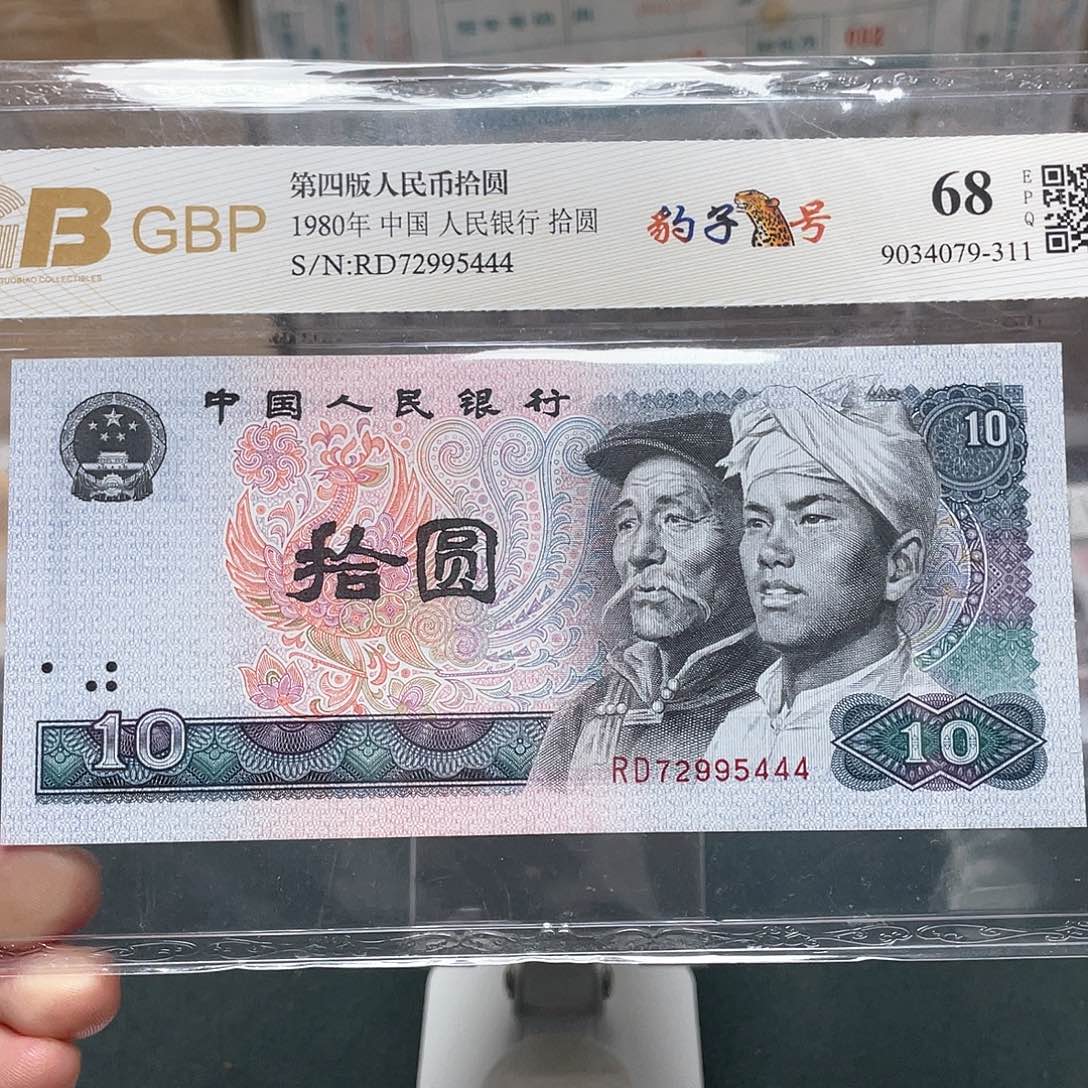 GBP
GUOBIAO COLLECTIBLES
第四版人民币拾圆
1980年 中国 人民银行 拾圆
S/N:RD72995444
豹子号
68
EPQ
9034079-311
中国人民银行
10
拾圆
10
RD72995444
10